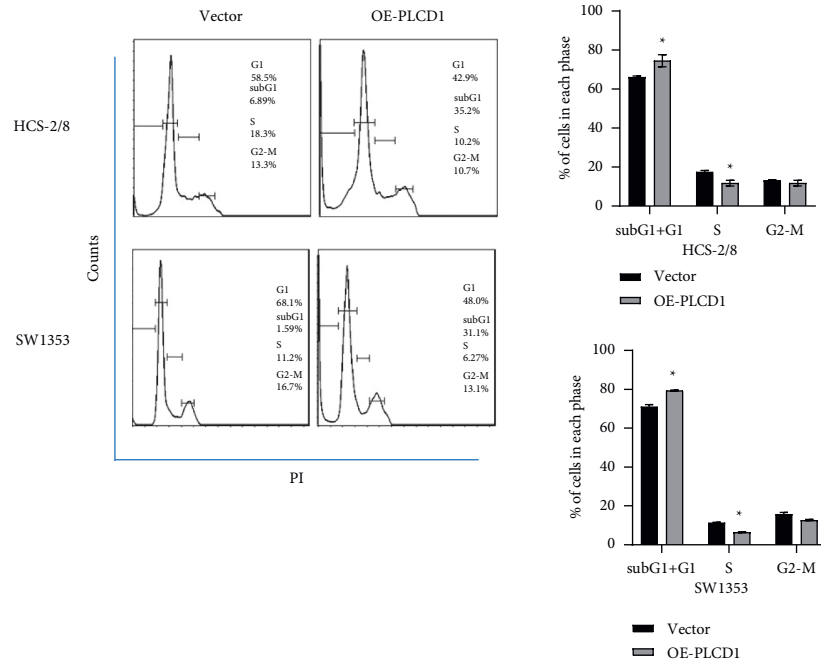 Vector
OE-PLCD1
HCS-2/8
G1
58.5%
subG1
6.89%
S
18.3%
G2-M
13.3%
G1
42.9%
subG1
35.2%
S
10.2%
G2-M
10.7%
Counts
SW1353
G1
68.1%
subG1
1.59%
S
11.2%
G2-M
16.7%
G1
48.0%
subG1
31.1%
S
6.27%
G2-M
13.1%
PI
% of cells in each phase
100
80
60
40
20
0
*
*
subG1+G1 S G2-M
HCS-2/8
Vector
OE-PLCD1
% of cells in each phase
100
80
60
40
20
0
*
*
subG1+G1 S G2-M
SW1353
Vector
OE-PLCD1